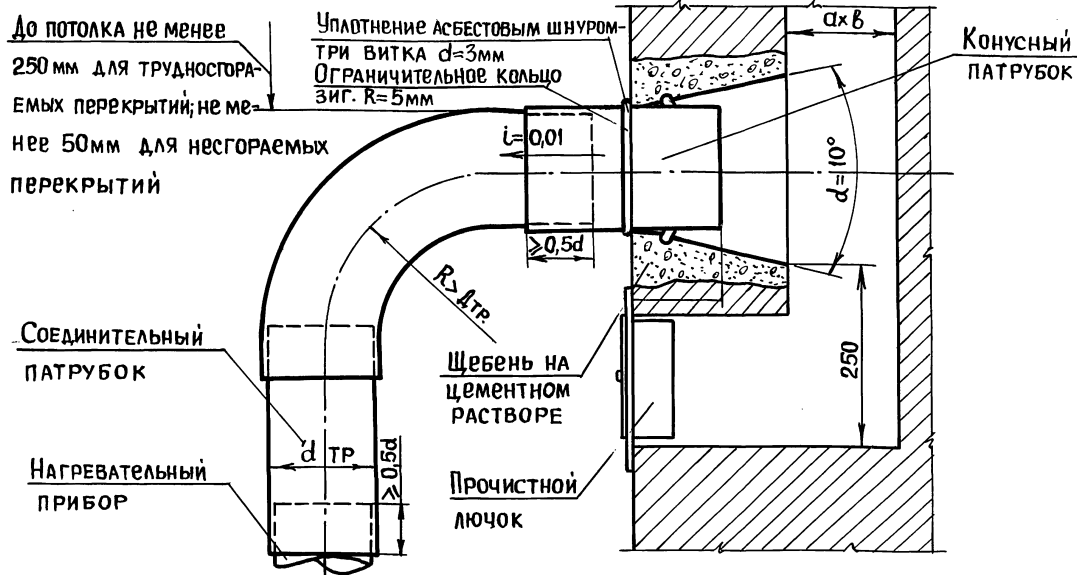 До потолка не менее
250 мм для трудносгора-
емых перекрытий; не ме-
нее 50мм для несгораемых
перекрытий
Уплотнение асбестовым шнуром-
три витка d=3мм
Ограничительное кольцо
зиг. R=5мм
a×в
Конусный
патрубок
i=0,01
d=10°
⩾0,5d
R> Дтр.
Соединительный
патрубок
Щебень на
цементном
растворе
250
d тр
⩾0,5d
Нагревательный
прибор
Прочистной
лючок